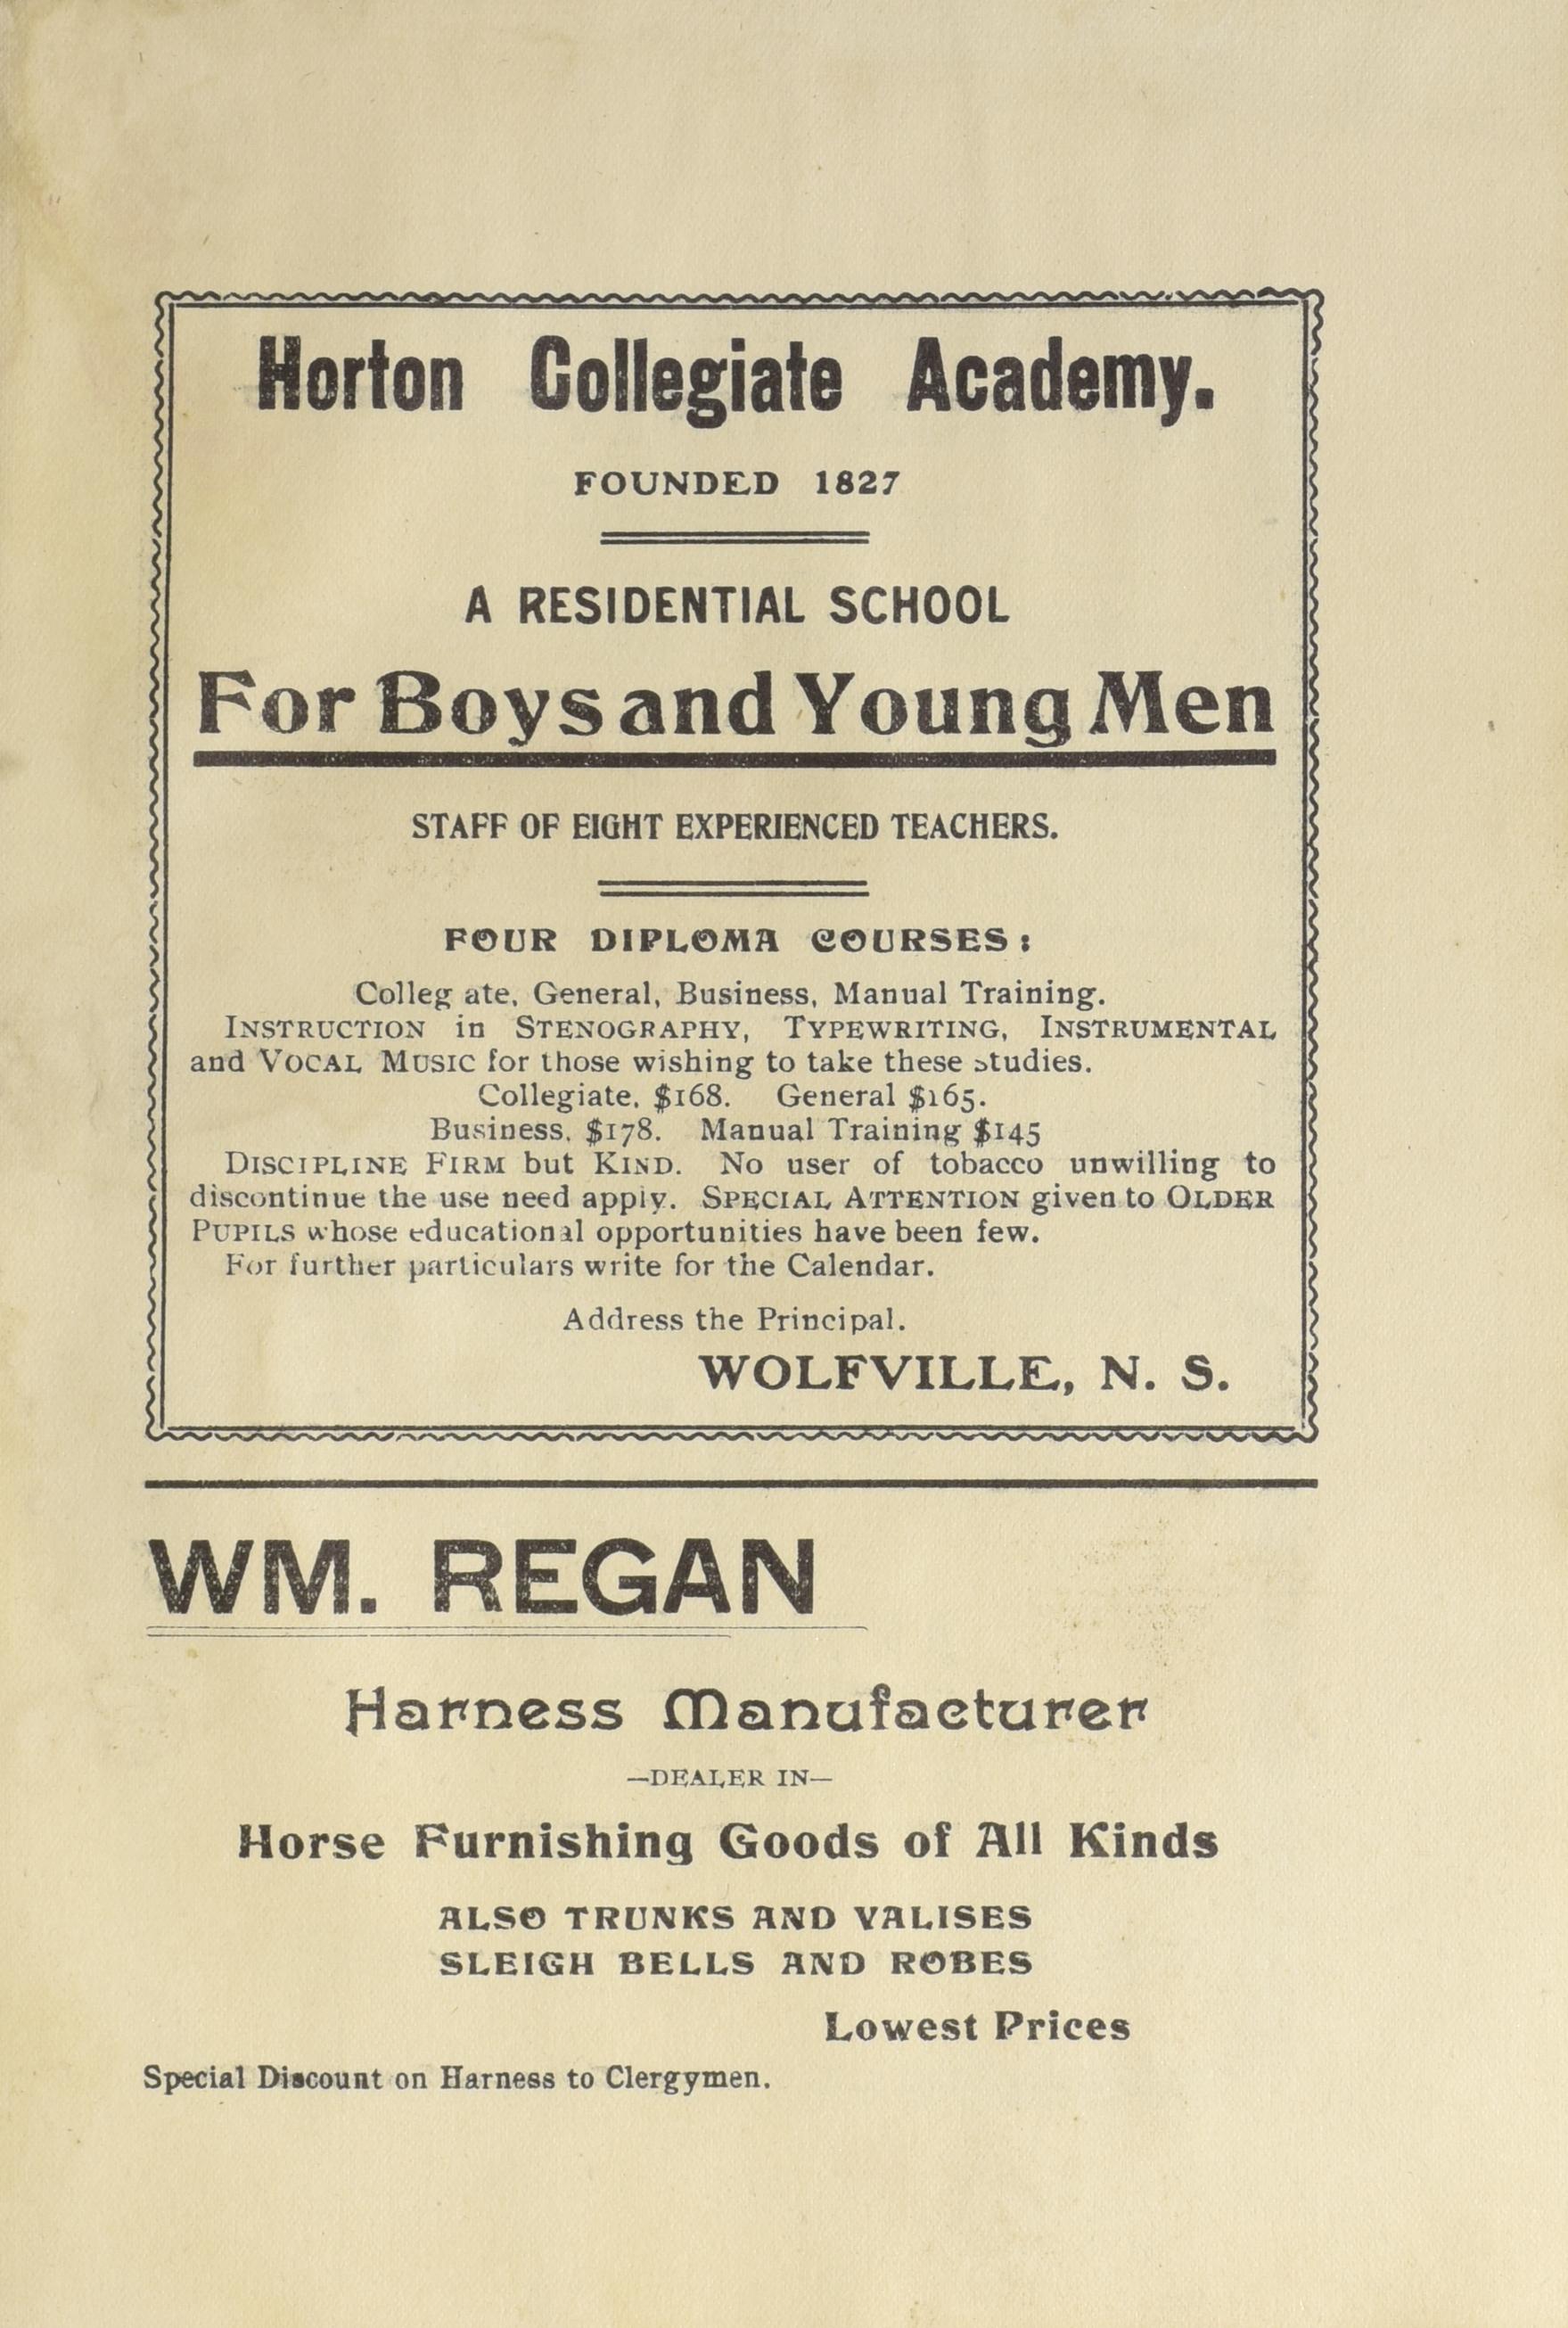 Horton Collegiate Academy.
FOUNDED 1827
A RESIDENTIAL SCHOOL
For Boys and Young Men
STAFF OF EIGHT EXPERIENCED TEACHERS.
FOUR DIPLOMA COURSES:
Colleg ate, General, Business, Manual Training.
INSTRUCTION in STENOGRAPHY, TYPEWRITING, INSTRUMENTAL
and VOCAL MUSIC for those wishing to take these studies.
Collegiate, $168. General $165.
Business, $178. Manual Training $145
DISCIPLINE FIRM but KIND. No user of tobacco unwilling to
discontinue the use need apply. SPECIAL ATTENTION given to OLDER
PUPILS whose educational opportunities have been few.
For further particulars write for the Calendar.
Address the Principal.
WOLFVILLE, N. S.
WM. REGAN
Harness Manufacturer
—DEALER IN—
Horse Furnishing Goods of All Kinds
ALSO TRUNKS AND VALISES
SLEIGH BELLS AND ROBES
Lowest Prices
Special Discount on Harness to Clergymen.